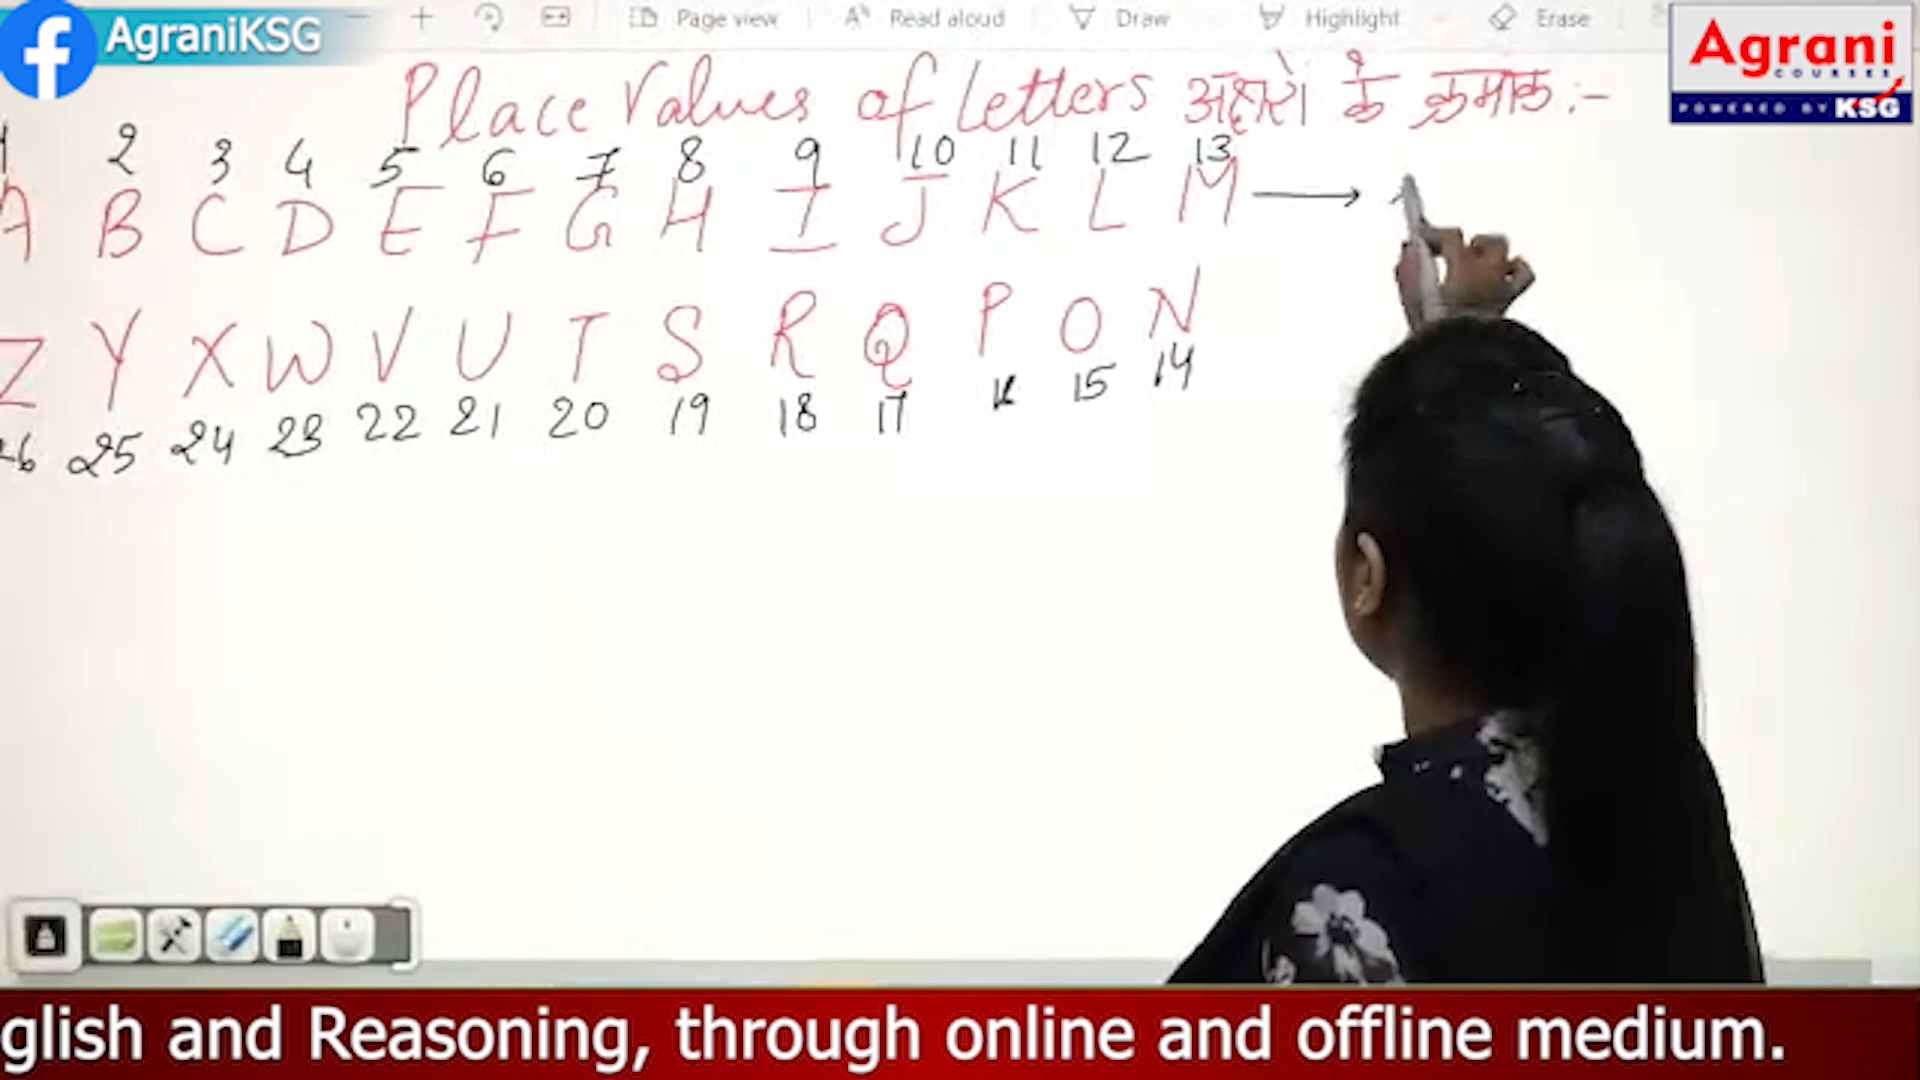 AgraniKSG
Page view Read aloud Draw Highlight Erase
Agrani
COURSES
POWERED BY KSG
Place Values of Letters अक्षरों के क्रमांक :-
1 2 3 4 5 6 7 8 9 10 11 12 13
A B C D E F G H I J K L M →
Z Y X W V U T S R Q P O N
26 25 24 23 22 21 20 19 18 17 16 15 14
glish and Reasoning, through online and offline medium.